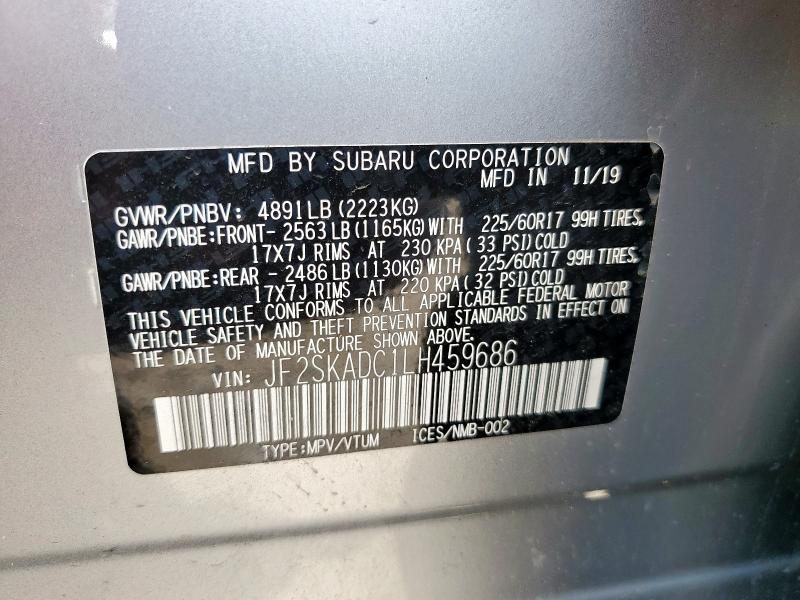 MFD BY SUBARU CORPORATION
MFD IN 11/19
GVWR/PNBV: 4891LB (2223KG)
GAWR/PNBE:FRONT- 2563LB (1165KG)WITH 225/60R17 99H TIRES,
17X7J RIMS AT 230 KPA (33 PSI)COLD
GAWR/PNBE:REAR - 2486LB (1130KG)WITH 225/60R17 99H TIRES,
17X7J RIMS AT 220 KPA (32 PSI)COLD
THIS VEHICLE CONFORMS TO ALL APPLICABLE FEDERAL MOTOR
VEHICLE SAFETY AND THEFT PREVENTION STANDARDS IN EFFECT ON
THE DATE OF MANUFACTURE SHOWN ABOVE.
VIN: JF2SKADC1LH459686
TYPE:MPV/VTUM ICES/NMB-002